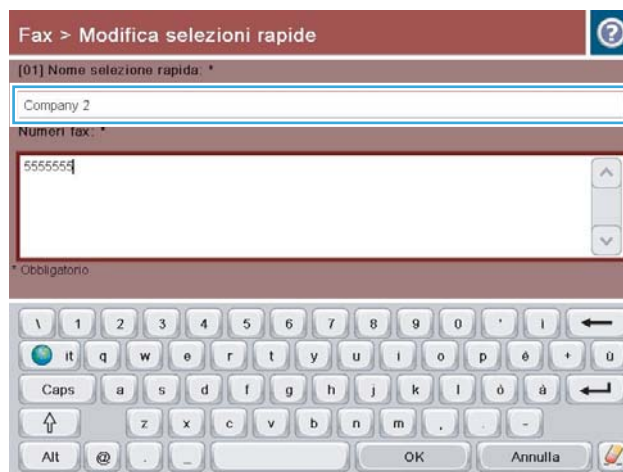 Fax > Modifica selezioni rapide ?
[01] Nome selezione rapida: *
Company 2
Numeri fax: *
5555555
* Obbligatorio
\ 1 2 3 4 5 6 7 8 9 0 ' ì
it q w e r t y u i o p é + ù
Caps a s d f g h j k l ò à
z x c v b n m , . -
Alt @ . _ OK Annulla